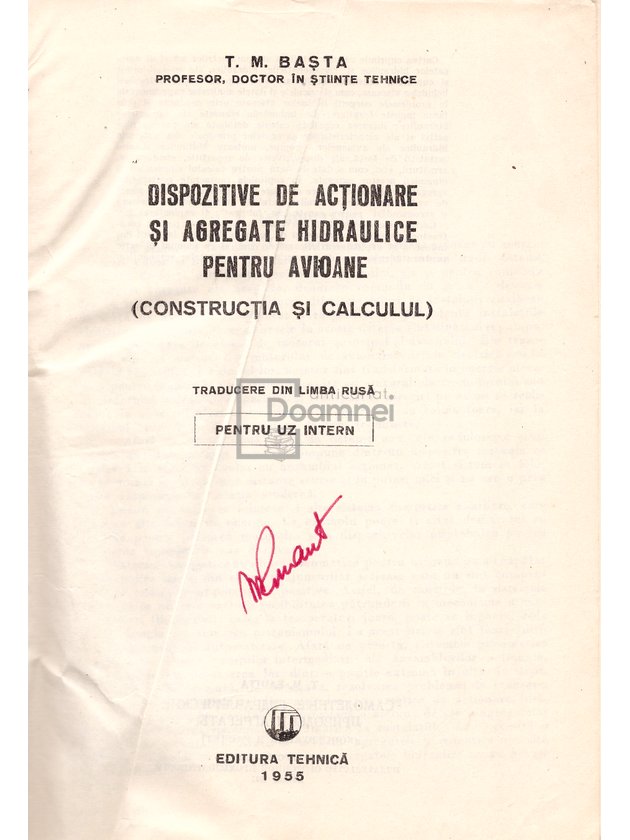 T. M. BAȘTA
PROFESOR, DOCTOR ÎN ȘTIINȚE TEHNICE
DISPOZITIVE DE ACȚIONARE
ȘI AGREGATE HIDRAULICE
PENTRU AVIOANE
(CONSTRUCȚIA ȘI CALCULUL)
TRADUCERE DIN LIMBA RUSĂ
anticariat
Doamnei
PENTRU UZ INTERN
EDITURA TEHNICĂ
1955